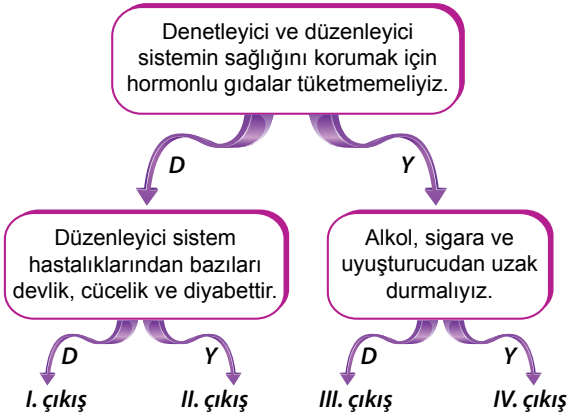 Denetleyici ve düzenleyici
sistemin sağlığını korumak için
hormonlu gıdalar tüketmemeliyiz.
D
Y
Düzenleyici sistem
hastalıklarından bazıları
devlik, cücelik ve diyabettir.
Alkol, sigara ve
uyuşturucudan uzak
durmalıyız.
D
Y
D
Y
I. çıkış
II. çıkış
III. çıkış
IV. çıkış